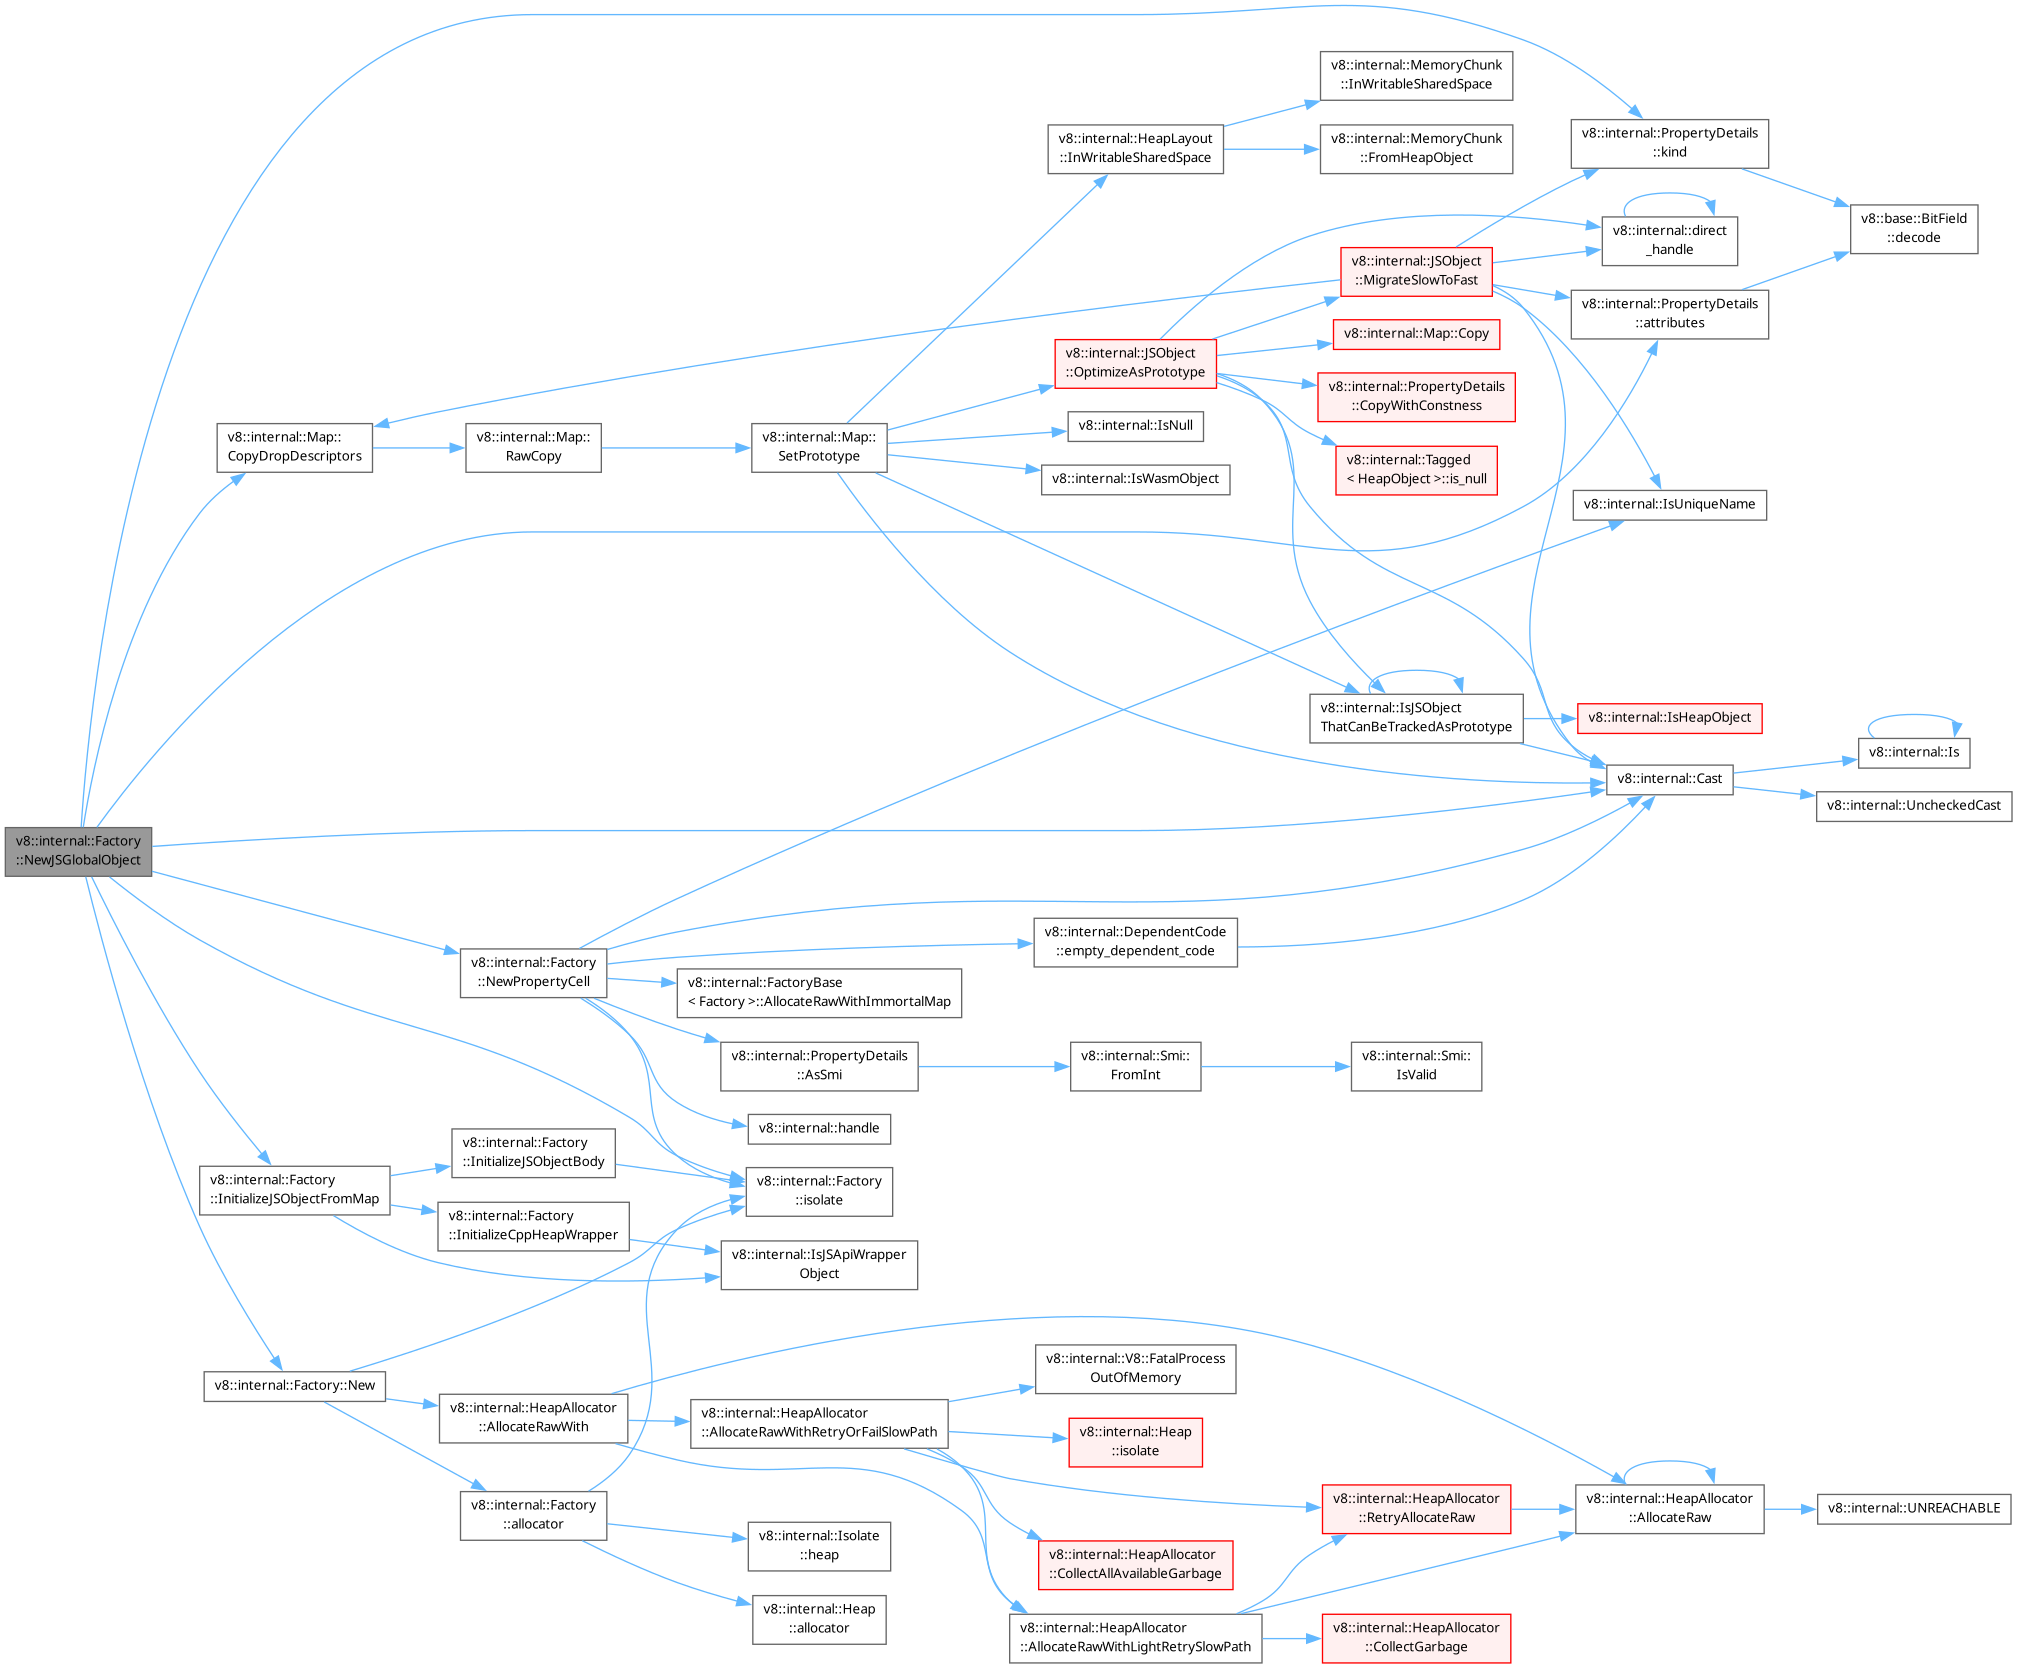 v8::internal::MemoryChunk
::InWritableSharedSpace
v8::internal::HeapLayout
::InWritableSharedSpace
v8::internal::MemoryChunk
::FromHeapObject
v8::internal::PropertyDetails
::kind
v8::internal::direct
_handle
v8::base::BitField
::decode
v8::internal::JSObject
::MigrateSlowToFast
v8::internal::PropertyDetails
::attributes
v8::internal::JSObject
::OptimizeAsPrototype
v8::internal::Map::Copy
v8::internal::PropertyDetails
::CopyWithConstness
v8::internal::Map::
CopyDropDescriptors
v8::internal::Map::
RawCopy
v8::internal::Map::
SetPrototype
v8::internal::IsNull
v8::internal::IsWasmObject
v8::internal::Tagged
< HeapObject >::is_null
v8::internal::IsUniqueName
v8::internal::IsJSObject
ThatCanBeTrackedAsPrototype
v8::internal::IsHeapObject
v8::internal::Cast
v8::internal::Is
v8::internal::UncheckedCast
v8::internal::Factory
::NewJSGlobalObject
v8::internal::Factory
::NewPropertyCell
v8::internal::DependentCode
::empty_dependent_code
v8::internal::FactoryBase
< Factory >::AllocateRawWithImmortalMap
v8::internal::PropertyDetails
::AsSmi
v8::internal::Smi::
FromInt
v8::internal::Smi::
IsValid
v8::internal::handle
v8::internal::Factory
::InitializeJSObjectBody
v8::internal::Factory
::InitializeJSObjectFromMap
v8::internal::Factory
::isolate
v8::internal::Factory
::InitializeCppHeapWrapper
v8::internal::IsJSApiWrapper
Object
v8::internal::Factory::New
v8::internal::HeapAllocator
::AllocateRawWith
v8::internal::HeapAllocator
::AllocateRawWithRetryOrFailSlowPath
v8::internal::V8::FatalProcess
OutOfMemory
v8::internal::Heap
::isolate
v8::internal::Factory
::allocator
v8::internal::Isolate
::heap
v8::internal::Heap
::allocator
v8::internal::HeapAllocator
::RetryAllocateRaw
v8::internal::HeapAllocator
::AllocateRaw
v8::internal::UNREACHABLE
v8::internal::HeapAllocator
::CollectAllAvailableGarbage
v8::internal::HeapAllocator
::AllocateRawWithLightRetrySlowPath
v8::internal::HeapAllocator
::CollectGarbage